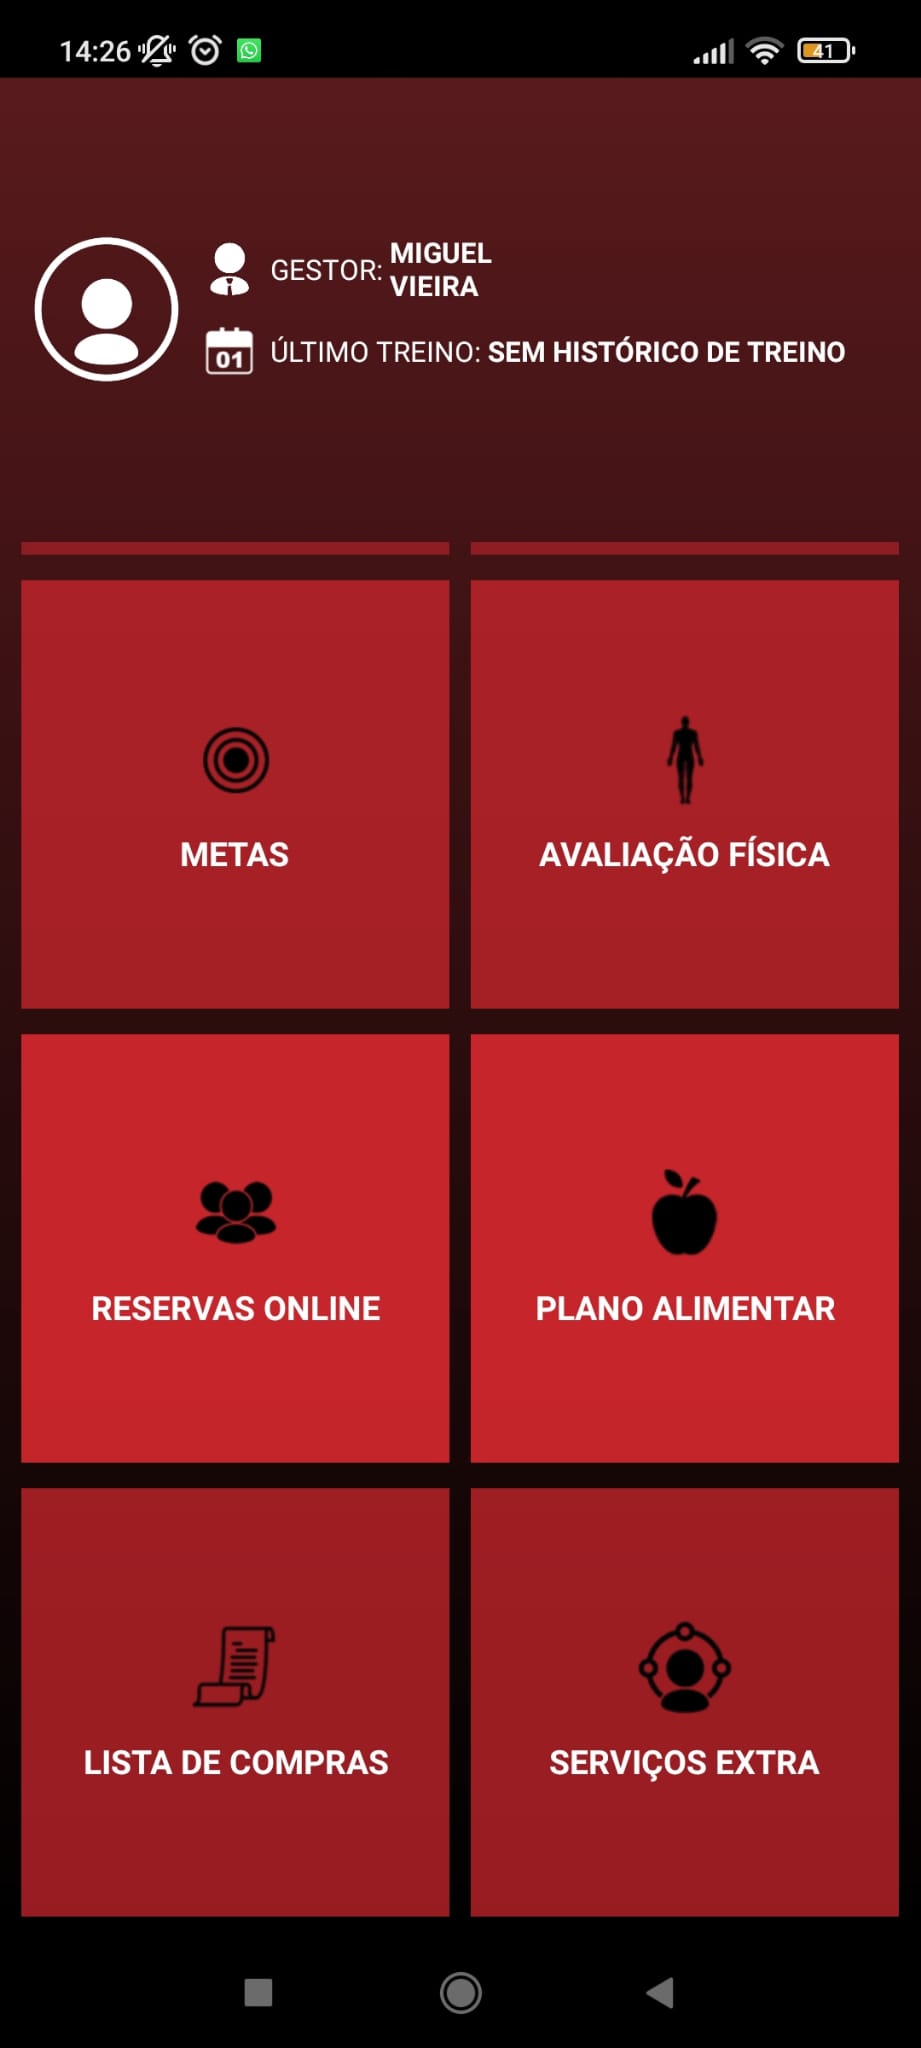 14:26
41
GESTOR: MIGUEL
VIEIRA
01
ÚLTIMO TREINO: SEM HISTÓRICO DE TREINO
METAS
AVALIAÇÃO FÍSICA
RESERVAS ONLINE
PLANO ALIMENTAR
LISTA DE COMPRAS
SERVIÇOS EXTRA